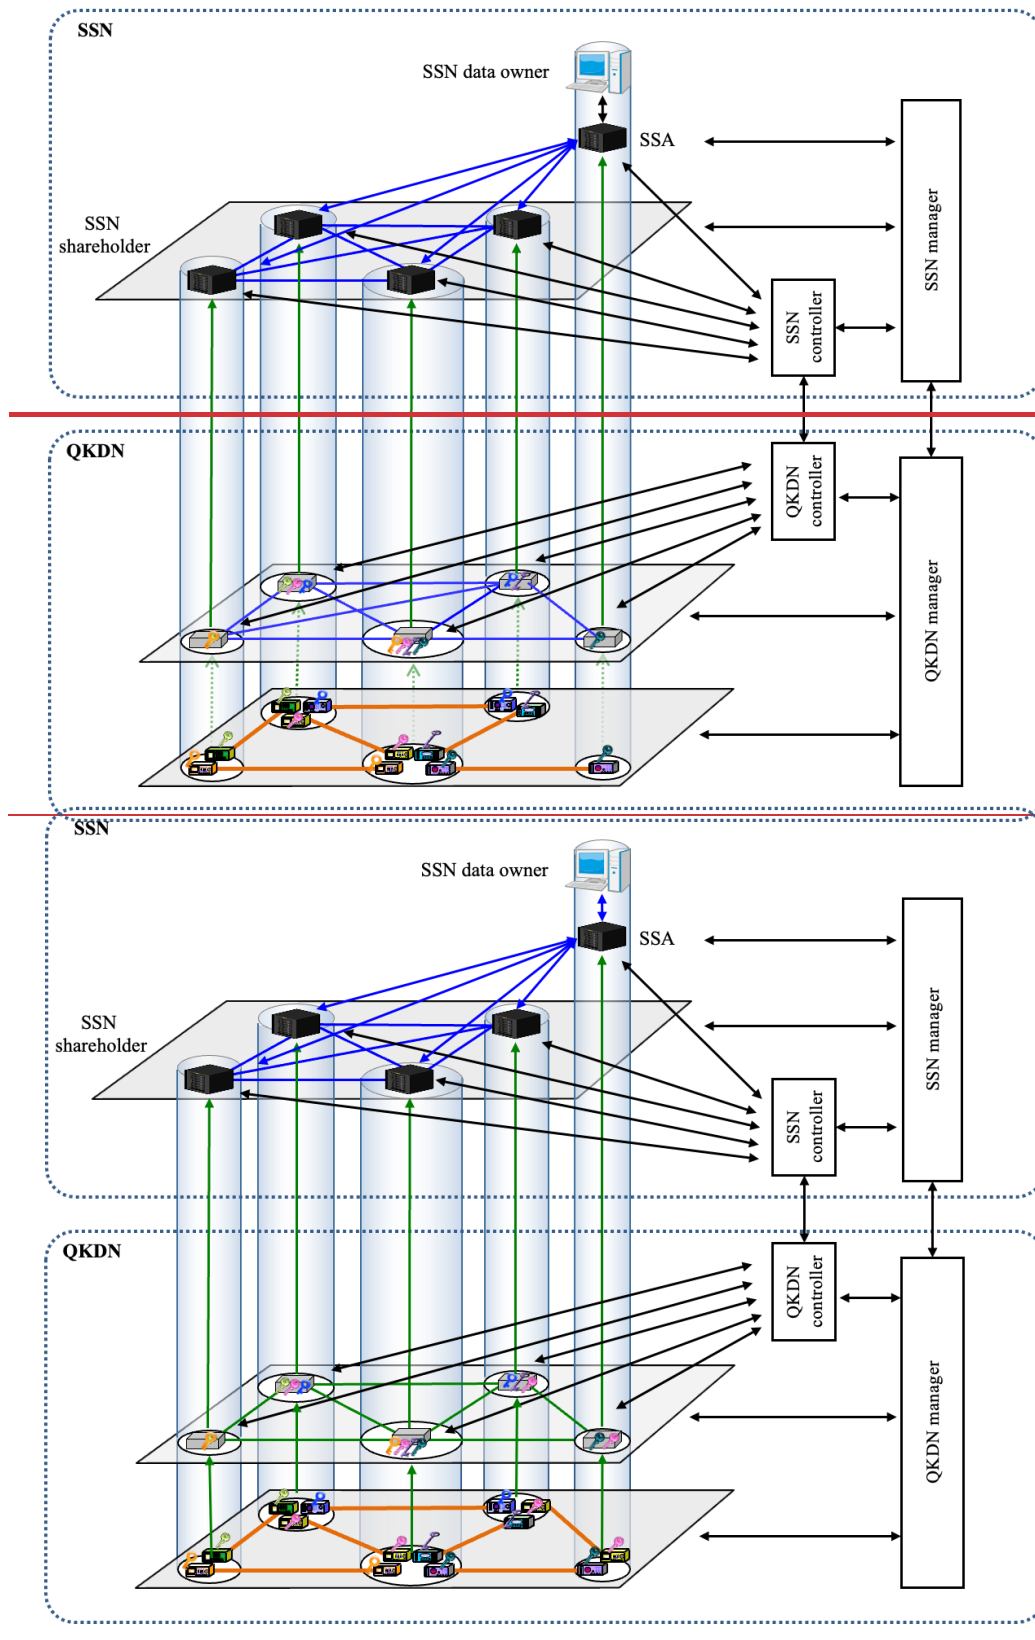 SSN
SSN data owner
SSA
SSN
shareholder
SSN manager
SSN
controller
QKDN
QKDN
controller
QKDN manager
SSN
SSN data owner
SSA
SSN
shareholder
SSN manager
SSN
controller
QKDN
QKDN
controller
QKDN manager